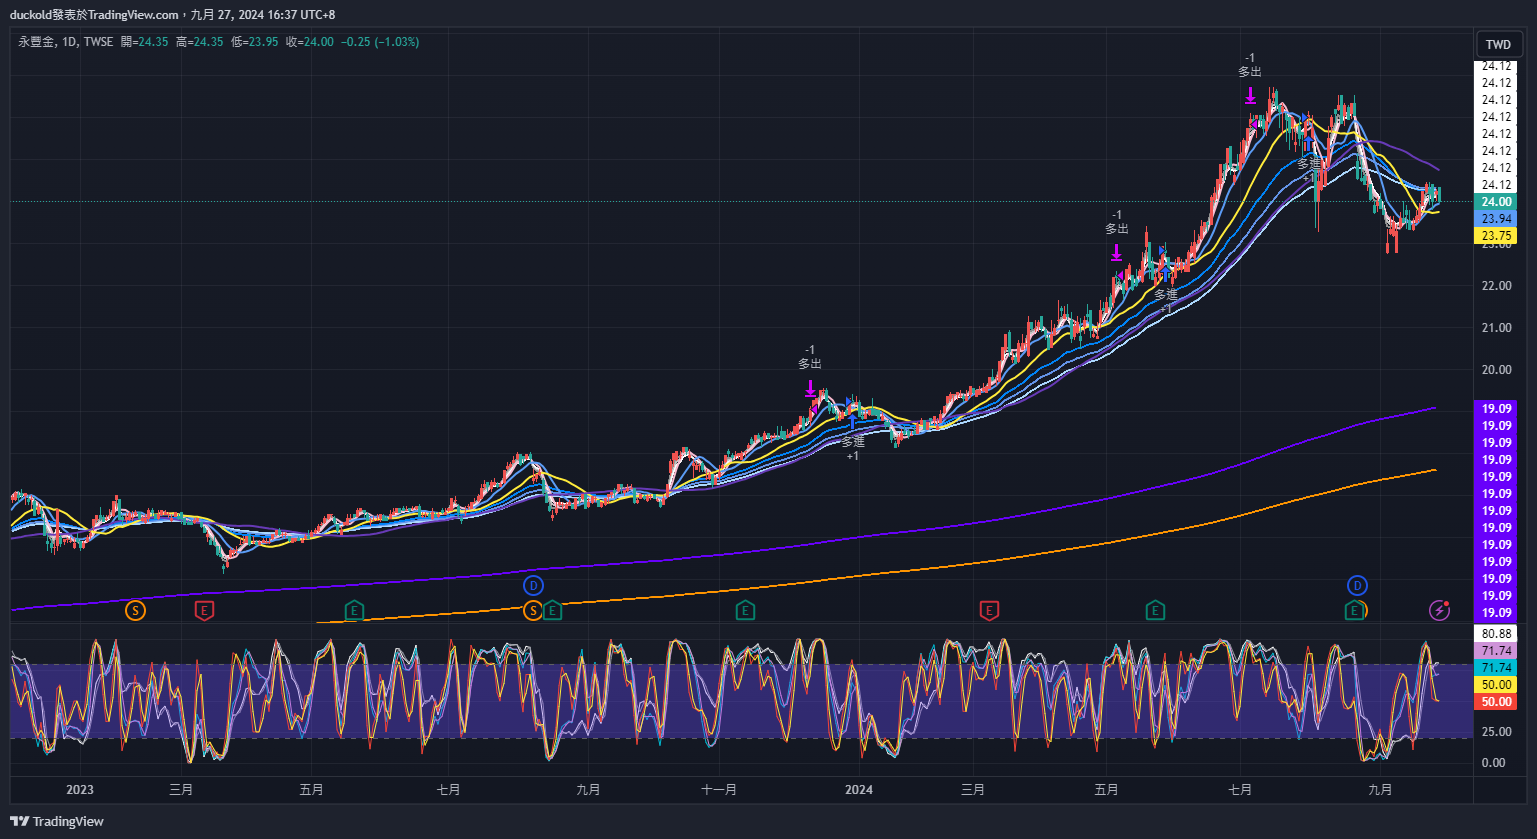 duckold發表於TradingView.com，九月 27, 2024 16:37 UTC+8
永豐金, 1D, TWSE 開=24.35 高=24.35 低=23.95 收=24.00 −0.25 (−1.03%)
TWD
24.12
24.12
24.12
24.12
24.12
24.12
24.12
24.12
24.00
23.94
23.75
23.00
22.00
21.00
20.00
19.09
19.09
19.09
19.09
19.09
19.09
19.09
19.09
19.09
19.09
19.09
19.09
19.09
-1
多出
多進
+1
-1
多出
多進
+1
-1
多出
多進
+1
S
E
E
D
S
E
E
E
E
D
E
80.88
71.74
71.74
50.00
50.00
25.00
0.00
2023 三月 五月 七月 九月 十一月 2024 三月 五月 七月 九月
TradingView